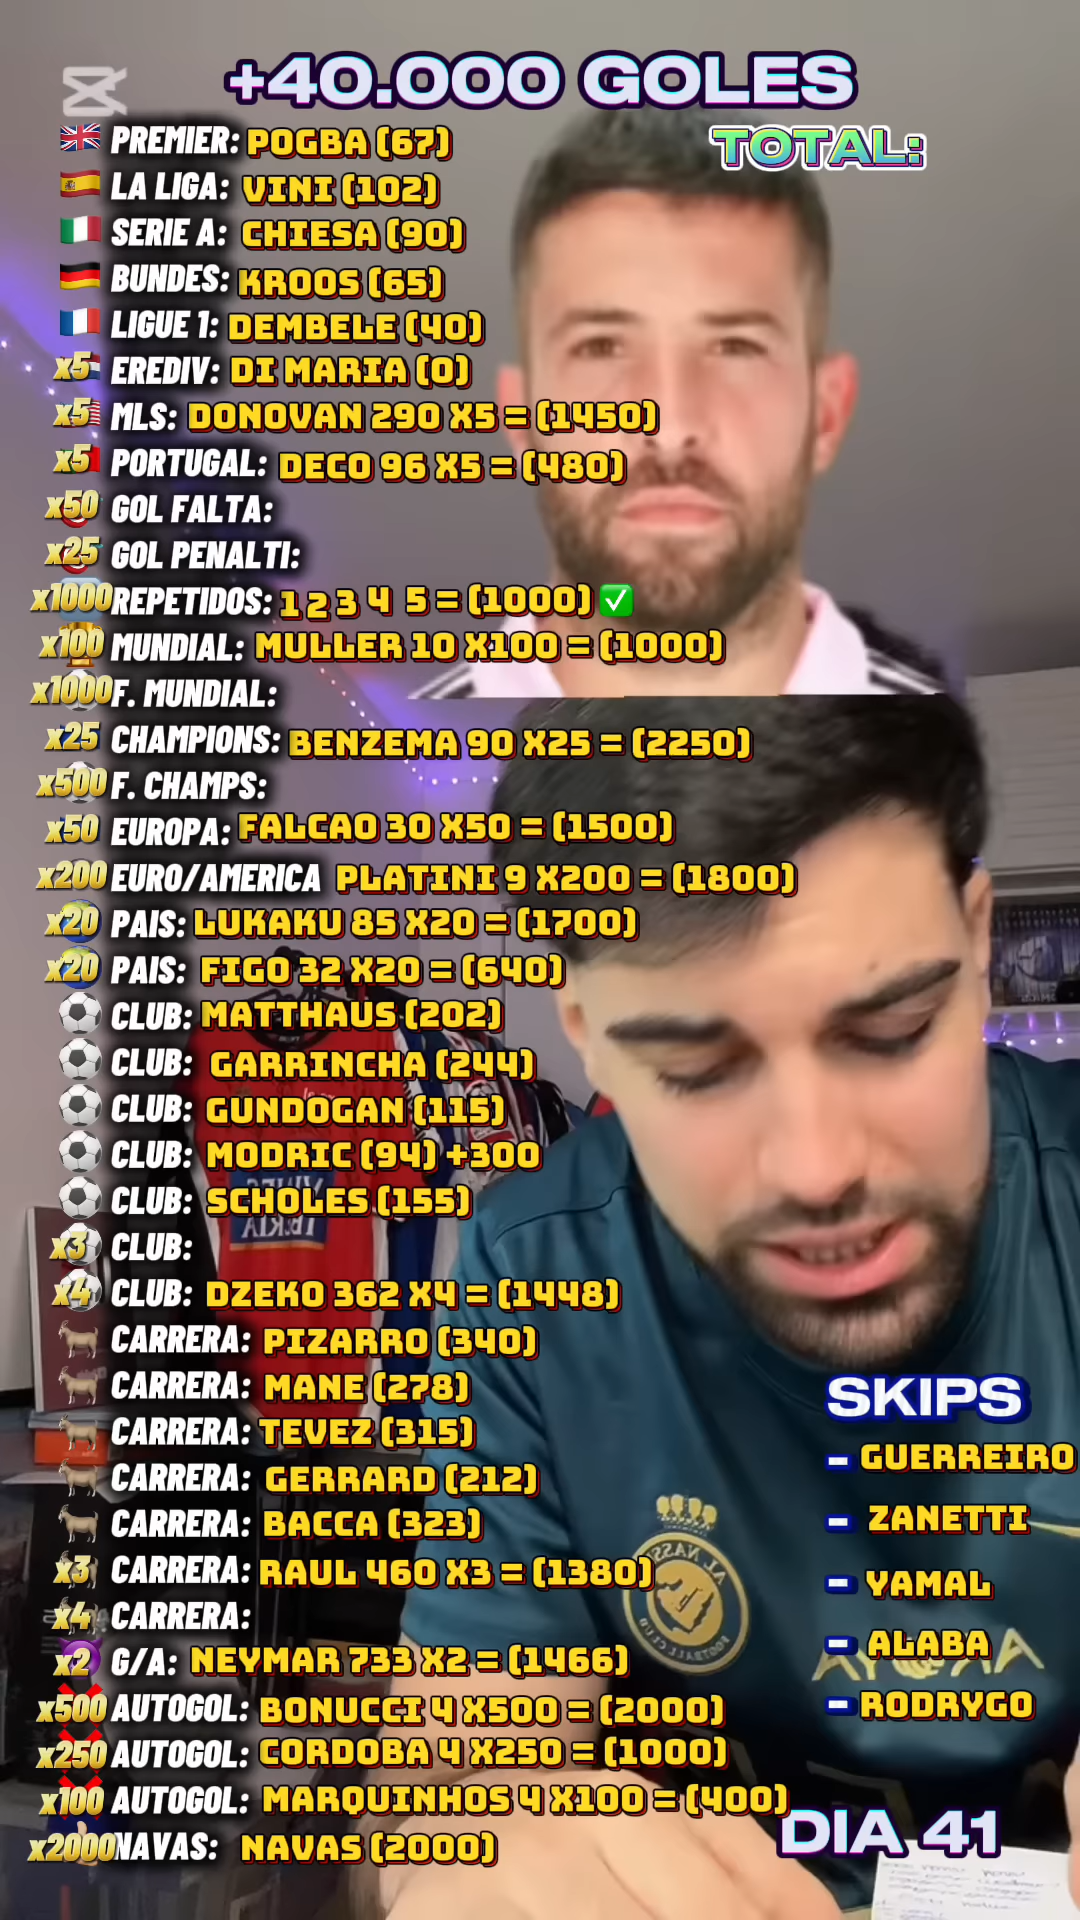 +40.000 GOLES
TOTAL:
PREMIER: POGBA (67)
LA LIGA: VINI (102)
SERIE A: CHIESA (90)
BUNDES: KROOS (65)
LIGUE 1: DEMBELE (40)
x5 EREDIV: DI MARIA (0)
x5 MLS: DONOVAN 290 X5 = (1450)
x5 PORTUGAL: DECO 96 X5 = (480)
x50 GOL FALTA:
x25 GOL PENALTI:
x1000 REPETIDOS: 1 2 3 4 5 = (1000) ✅
x100 MUNDIAL: MULLER 10 X100 = (1000)
x1000 F. MUNDIAL:
x25 CHAMPIONS: BENZEMA 90 X25 = (2250)
x500 F. CHAMPS:
x50 EUROPA: FALCAO 30 X50 = (1500)
x200 EURO/AMERICA PLATINI 9 X200 = (1800)
x20 PAIS: LUKAKU 85 X20 = (1700)
x20 PAIS: FIGO 32 X20 = (640)
CLUB: MATTHAUS (202)
CLUB: GARRINCHA (244)
CLUB: GUNDOGAN (115)
CLUB: MODRIC (94) +300
CLUB: SCHOLES (155)
x3 CLUB:
x4 CLUB: DZEKO 362 X4 = (1448)
CARRERA: PIZARRO (340)
CARRERA: MANE (278)
CARRERA: TEVEZ (315)
CARRERA: GERRARD (212)
CARRERA: BACCA (323)
x3 CARRERA: RAUL 460 X3 = (1380)
x4 CARRERA:
x2 G/A: NEYMAR 733 X2 = (1466)
x500 AUTOGOL: BONUCCI 4 X500 = (2000)
x250 AUTOGOL: CORDOBA 4 X250 = (1000)
x100 AUTOGOL: MARQUINHOS 4 X100 = (400)
x2000 NAVAS: NAVAS (2000)
SKIPS
- GUERREIRO
- ZANETTI
- YAMAL
- ALABA
- RODRYGO
DIA 41
AL NASSR
FOOTBALL CLUB